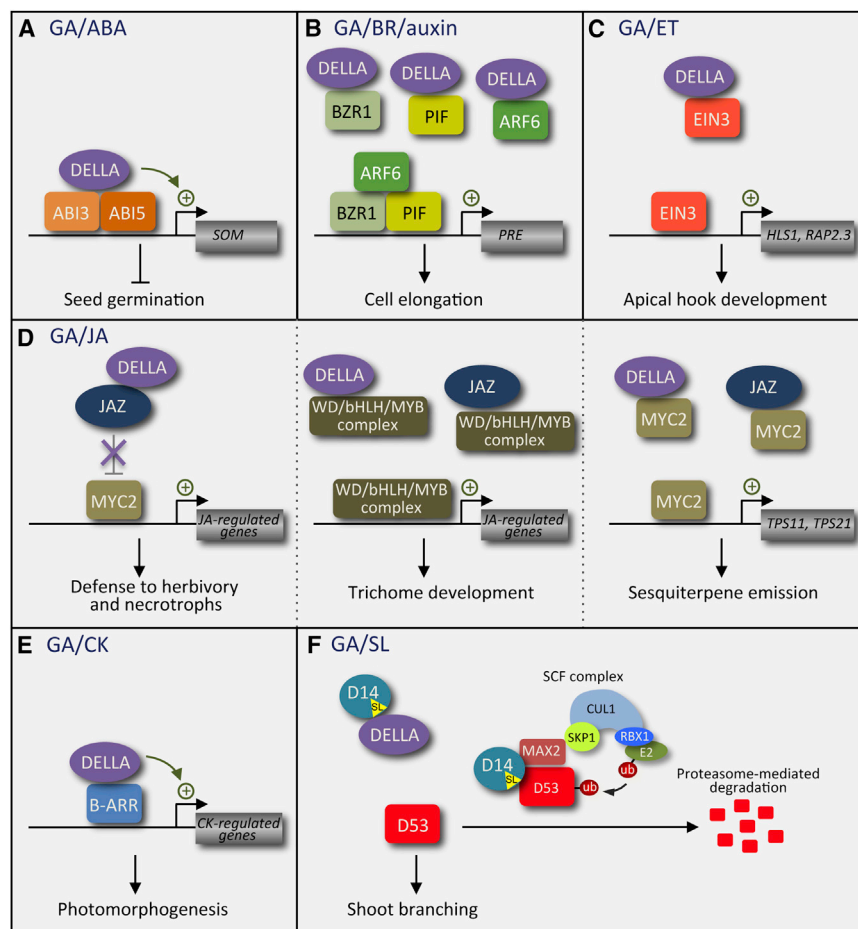 A GA/ABA
DELLA
+
ABI3 ABI5
SOM
Seed germination
B GA/BR/auxin
DELLA DELLA DELLA
BZR1 PIF ARF6
ARF6
+
BZR1 PIF
PRE
Cell elongation
C GA/ET
DELLA
EIN3
EIN3
+
HLS1, RAP2.3
Apical hook development
D GA/JA
DELLA
JAZ
MYC2
+
JA-regulated
genes
Defense to herbivory
and necrotrophs
DELLA
WD/bHLH/MYB
complex
JAZ
WD/bHLH/MYB
complex
WD/bHLH/MYB
complex
+
JA-regulated
genes
Trichome development
DELLA
MYC2
JAZ
MYC2
MYC2
+
TPS11, TPS21
Sesquiterpene emission
E GA/CK
DELLA
+
B-ARR
CK-regulated
genes
Photomorphogenesis
F GA/SL
D14
SL
DELLA
D53
Shoot branching
SCF complex
CUL1
SKP1
RBX1
E2
MAX2
D14
SL
D53
ub
ub
Proteasome-mediated
degradation